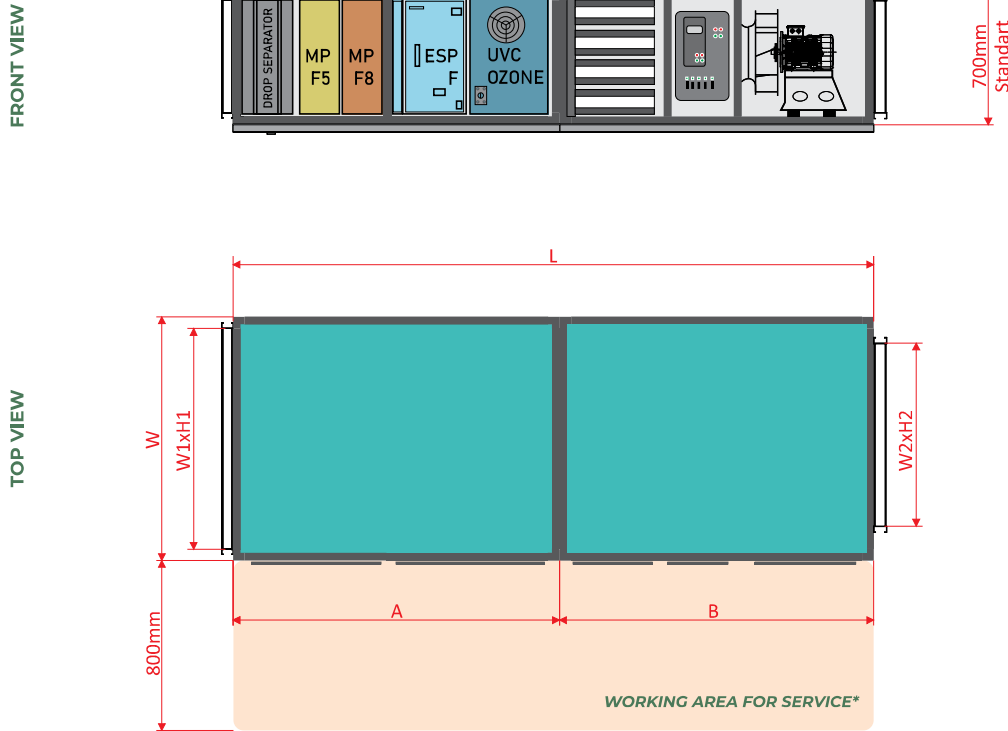 FRONT VIEW
DROP SEPARATOR
MP
F5
MP
F8
ESP
F
UVC
OZONE
700mm
Standart
L
TOP VIEW
W
W1xH1
W2xH2
A
B
800mm
WORKING AREA FOR SERVICE*